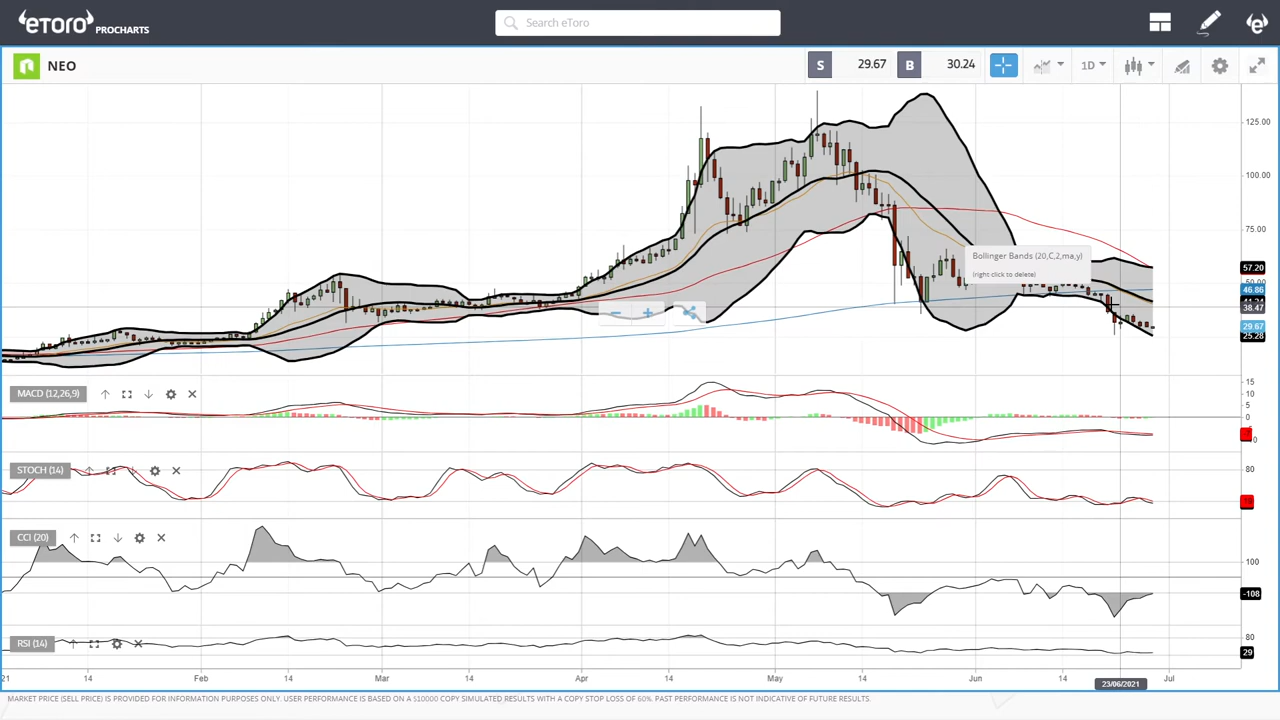 eTORO PROCHARTS
Search eToro
NEO
S 29.67 B 30.24
1D
125.00
100.00
75.00
Bollinger Bands (20,C,2,ma,y)
(right click to delete)
57.20
46.86
38.47
29.67
25.28
MACD (12,26,9)
15
10
5
0
STOCH (14)
80
CCI (20)
100
-108
RSI (14)
80
29
21 14 Feb 14 Mar 14 Apr 14 May 14 Jun 14 Jul
23/06/2021
MARKET PRICE (SELL PRICE) IS PROVIDED FOR INFORMATION PURPOSES ONLY. USER PERFORMANCE IS BASED ON A $10000 COPY SIMULATED RESULTS WITH A COPY STOP LOSS OF 60%. PAST PERFORMANCE IS NOT INDICATIVE OF FUTURE RESULTS.